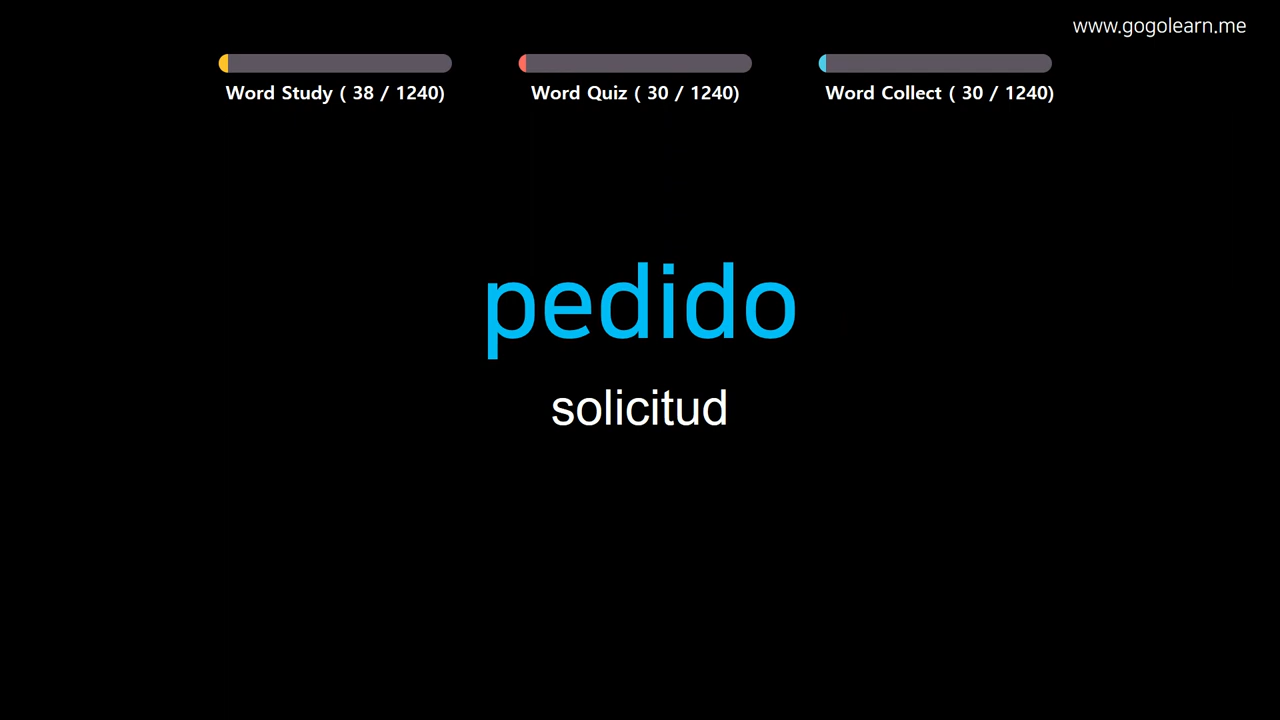 www.gogolearn.me
Word Study ( 38 / 1240)
Word Quiz ( 30 / 1240)
Word Collect ( 30 / 1240)
pedido
solicitud